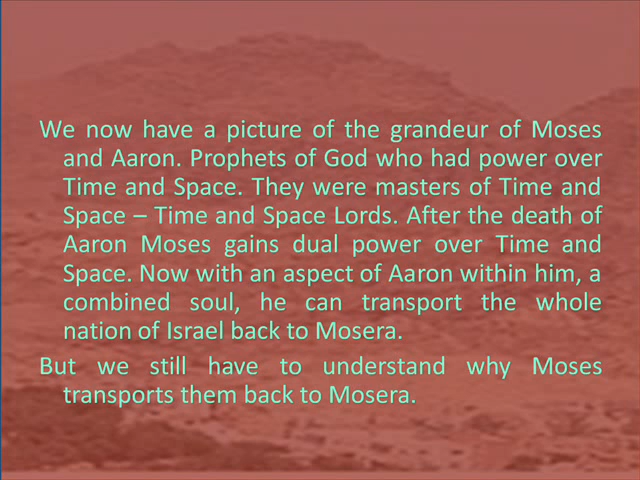 We now have a picture of the grandeur of Moses
and Aaron. Prophets of God who had power over
Time and Space. They were masters of Time and
Space – Time and Space Lords. After the death of
Aaron Moses gains dual power over Time and
Space. Now with an aspect of Aaron within him, a
combined soul, he can transport the whole
nation of Israel back to Mosera.
But we still have to understand why Moses
transports them back to Mosera.